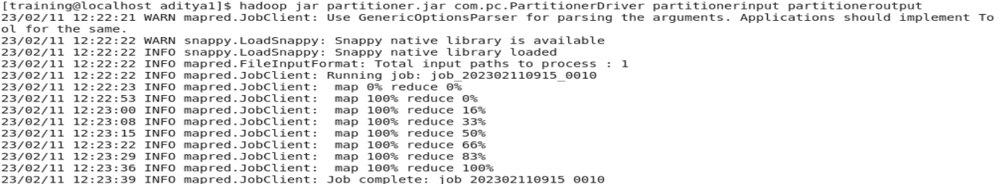 [training@localhost aditya1]$ hadoop jar partitioner.jar com.pc.PartitionerDriver partitionerinput partitioneroutput
23/02/11 12:22:21 WARN mapred.JobClient: Use GenericOptionsParser for parsing the arguments. Applications should implement To
ol for the same.
23/02/11 12:22:22 WARN snappy.LoadSnappy: Snappy native library is available
23/02/11 12:22:22 INFO snappy.LoadSnappy: Snappy native library loaded
23/02/11 12:22:22 INFO mapred.FileInputFormat: Total input paths to process : 1
23/02/11 12:22:22 INFO mapred.JobClient: Running job: job_202302110915_0010
23/02/11 12:22:23 INFO mapred.JobClient:  map 0% reduce 0%
23/02/11 12:22:53 INFO mapred.JobClient:  map 100% reduce 0%
23/02/11 12:23:00 INFO mapred.JobClient:  map 100% reduce 16%
23/02/11 12:23:08 INFO mapred.JobClient:  map 100% reduce 33%
23/02/11 12:23:15 INFO mapred.JobClient:  map 100% reduce 50%
23/02/11 12:23:22 INFO mapred.JobClient:  map 100% reduce 66%
23/02/11 12:23:29 INFO mapred.JobClient:  map 100% reduce 83%
23/02/11 12:23:36 INFO mapred.JobClient:  map 100% reduce 100%
23/02/11 12:23:39 INFO mapred.JobClient: Job complete: job_202302110915_0010